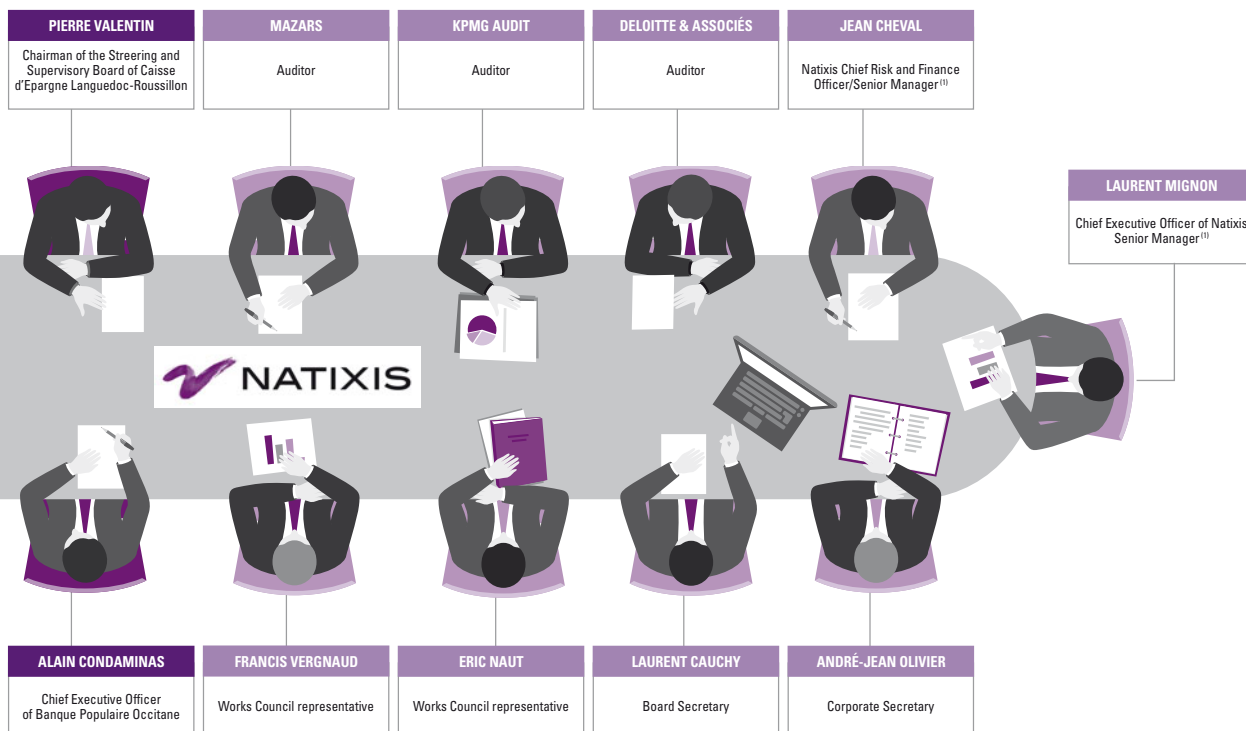 PIERRE VALENTIN
Chairman of the Streering and
Supervisory Board of Caisse
d'Epargne Languedoc-Roussillon
MAZARS
Auditor
KPMG AUDIT
Auditor
DELOITTE & ASSOCIÉS
Auditor
JEAN CHEVAL
Natixis Chief Risk and Finance
Officer/Senior Manager (1)
LAURENT MIGNON
Chief Executive Officer of Natixis
Senior Manager (1)
NATIXIS
ALAIN CONDAMINAS
Chief Executive Officer
of Banque Populaire Occitane
FRANCIS VERGNAUD
Works Council representative
ERIC NAUT
Works Council representative
LAURENT CAUCHY
Board Secretary
ANDRÉ-JEAN OLIVIER
Corporate Secretary